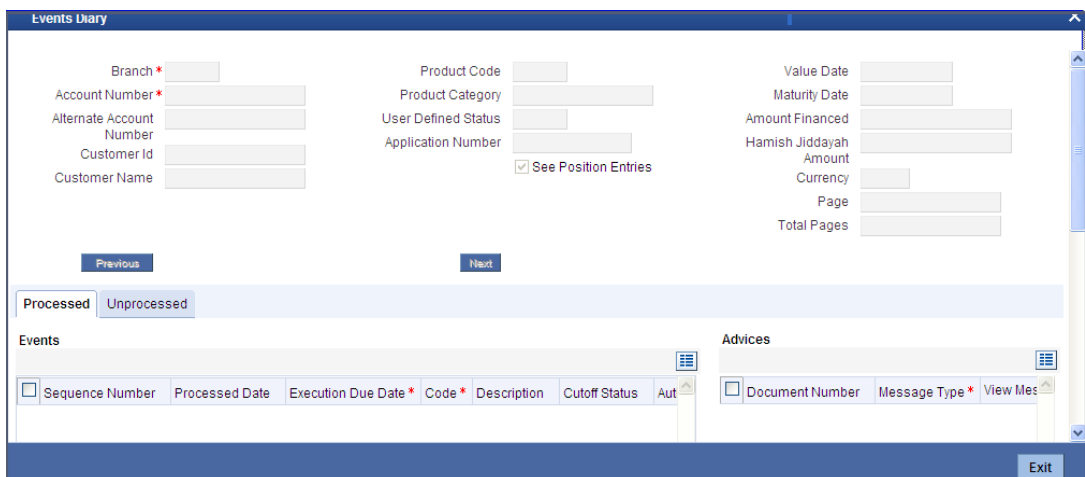 Events Diary
Branch *
Account Number *
Alternate Account
Number
Customer Id
Customer Name
Product Code
Product Category
User Defined Status
Application Number
See Position Entries
Value Date
Maturity Date
Amount Financed
Hamish Jiddayah
Amount
Currency
Page
Total Pages
Previous
Next
Processed
Unprocessed
Events
Sequence Number Processed Date Execution Due Date * Code * Description Cutoff Status Aut
Advices
Document Number Message Type * View Mes
Exit